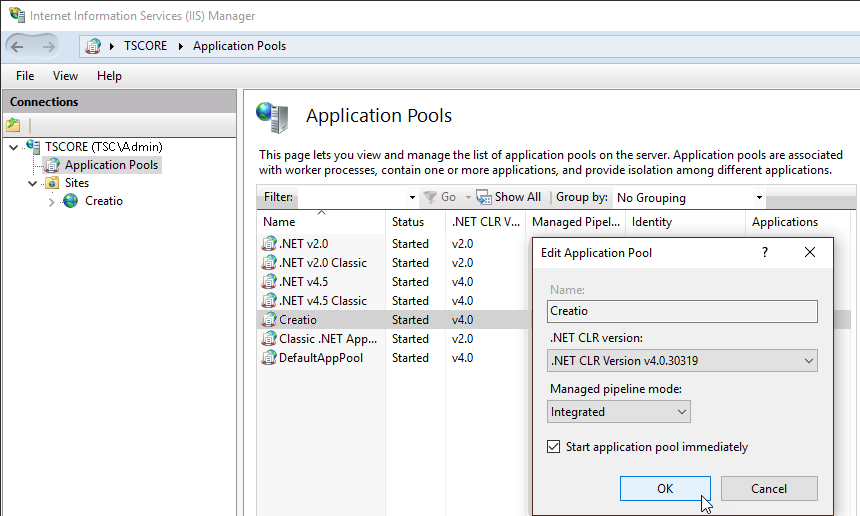 Internet Information Services (IIS) Manager
TSCORE Application Pools
File View Help
Connections
TSCORE (TSC\Admin)
Application Pools
Sites
Creatio
Application Pools
This page lets you view and manage the list of application pools on the server. Application pools are associated
with worker processes, contain one or more applications, and provide isolation among different applications.
Filter: Go Show All Group by: No Grouping
Name Status .NET CLR V... Managed Pipel... Identity Applications
.NET v2.0 Started v2.0
.NET v2.0 Classic Started v2.0
.NET v4.5 Started v4.0
.NET v4.5 Classic Started v4.0
Creatio Started v4.0
Classic .NET App... Started v2.0
DefaultAppPool Started v4.0
Edit Application Pool ?
Name:
Creatio
.NET CLR version:
.NET CLR Version v4.0.30319
Managed pipeline mode:
Integrated
Start application pool immediately
OK Cancel